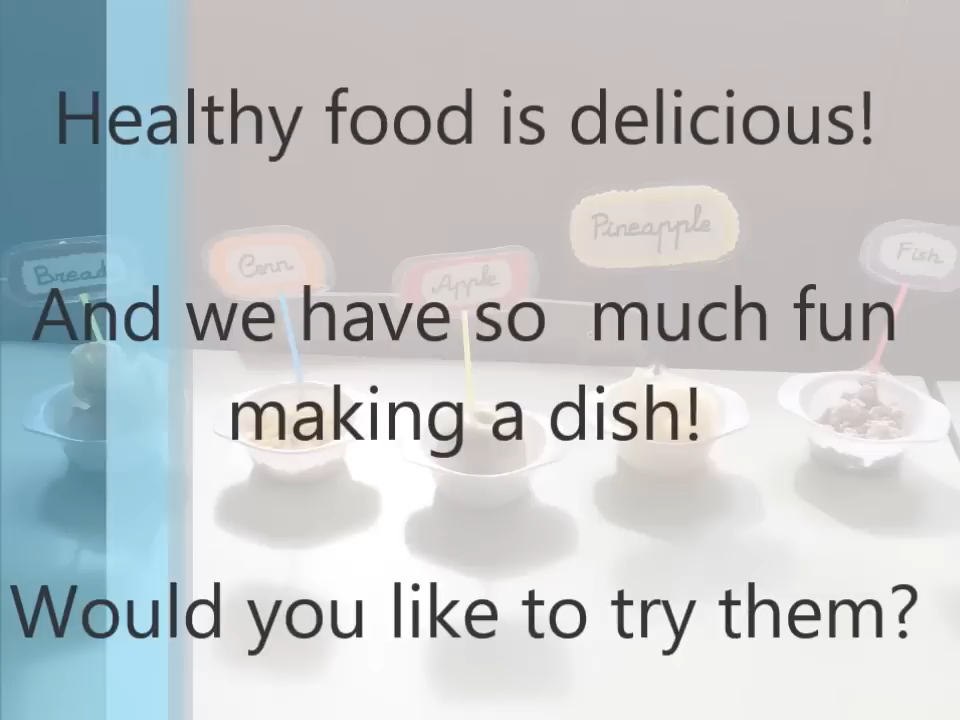 Healthy food is delicious!
Pineapple
Bread
Corn
Apple
Fish
And we have so  much fun
making a dish!
Would you like to try them?